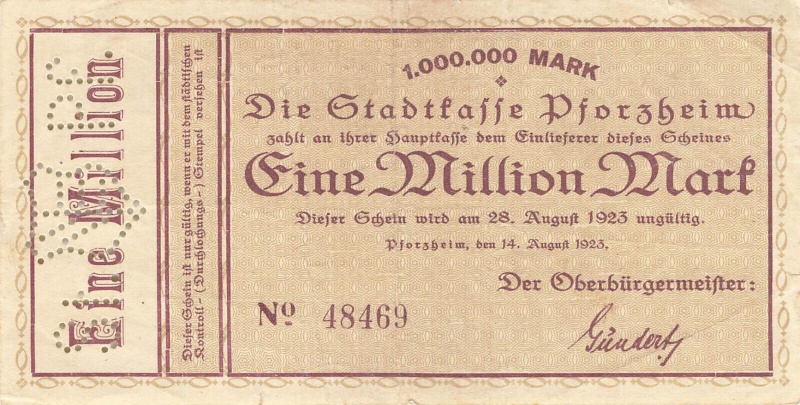 Eine Million.
Dieser Schein ist nur gültig, wenn er mit dem städtischen
Kontroll-(Durchlochungs-) Stempel versehen ist
1.000.000 MARK
Die Stadtkasse Pforzheim
zahlt an ihrer Hauptkasse dem Einlieferer dieses Scheines
Eine Million Mark
Dieser Schein wird am 28. August 1923 ungültig.
Pforzheim, den 14. August 1923.
Der Oberbürgermeister:
No 48469
Gündert